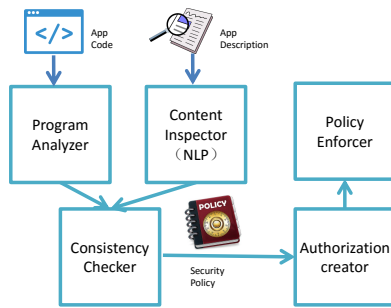 </>
App
Code
App
Description
Program
Analyzer
Content
Inspector
（NLP）
Policy
Enforcer
POLICY
Consistency
Checker
Security
Policy
Authorization
creator